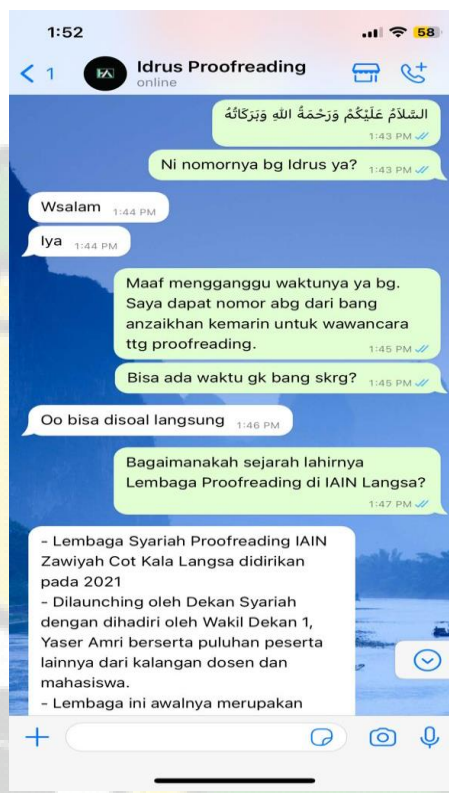 1:52
58
1
Idrus Proofreading
online
السَّلاَمُ عَلَيْكُمْ وَرَحْمَةُ اللهِ وَبَرَكَاتُهُ
1:43 PM
Ni nomornya bg Idrus ya? 1:43 PM
Wsalam 1:44 PM
Iya 1:44 PM
Maaf mengganggu waktunya ya bg.
Saya dapat nomor abg dari bang
anzaikhan kemarin untuk wawancara
ttg proofreading. 1:45 PM
Bisa ada waktu gk bang skrg? 1:45 PM
Oo bisa disoal langsung 1:46 PM
Bagaimanakah sejarah lahirnya
Lembaga Proofreading di IAIN Langsa?
1:47 PM
- Lembaga Syariah Proofreading IAIN
Zawiyah Cot Kala Langsa didirikan
pada 2021
- Dilaunching oleh Dekan Syariah
dengan dihadiri oleh Wakil Dekan 1,
Yaser Amri berserta puluhan peserta
lainnya dari kalangan dosen dan
mahasiswa.
- Lembaga ini awalnya merupakan